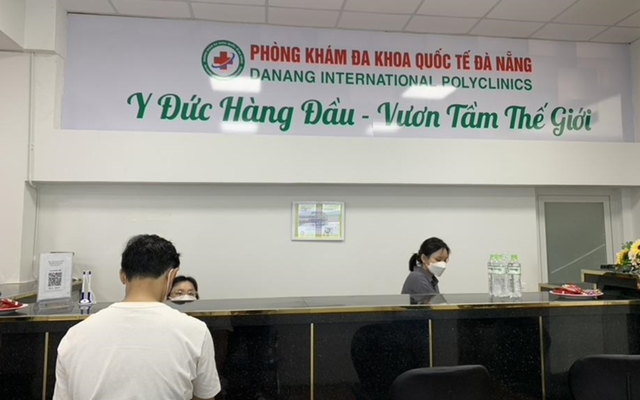 PHÒNG KHÁM ĐA KHOA QUỐC TẾ ĐÀ NẴNG
DANANG INTERNATIONAL POLYCLINICS
Y Đức Hàng Đầu - Vươn Tầm Thế Giới